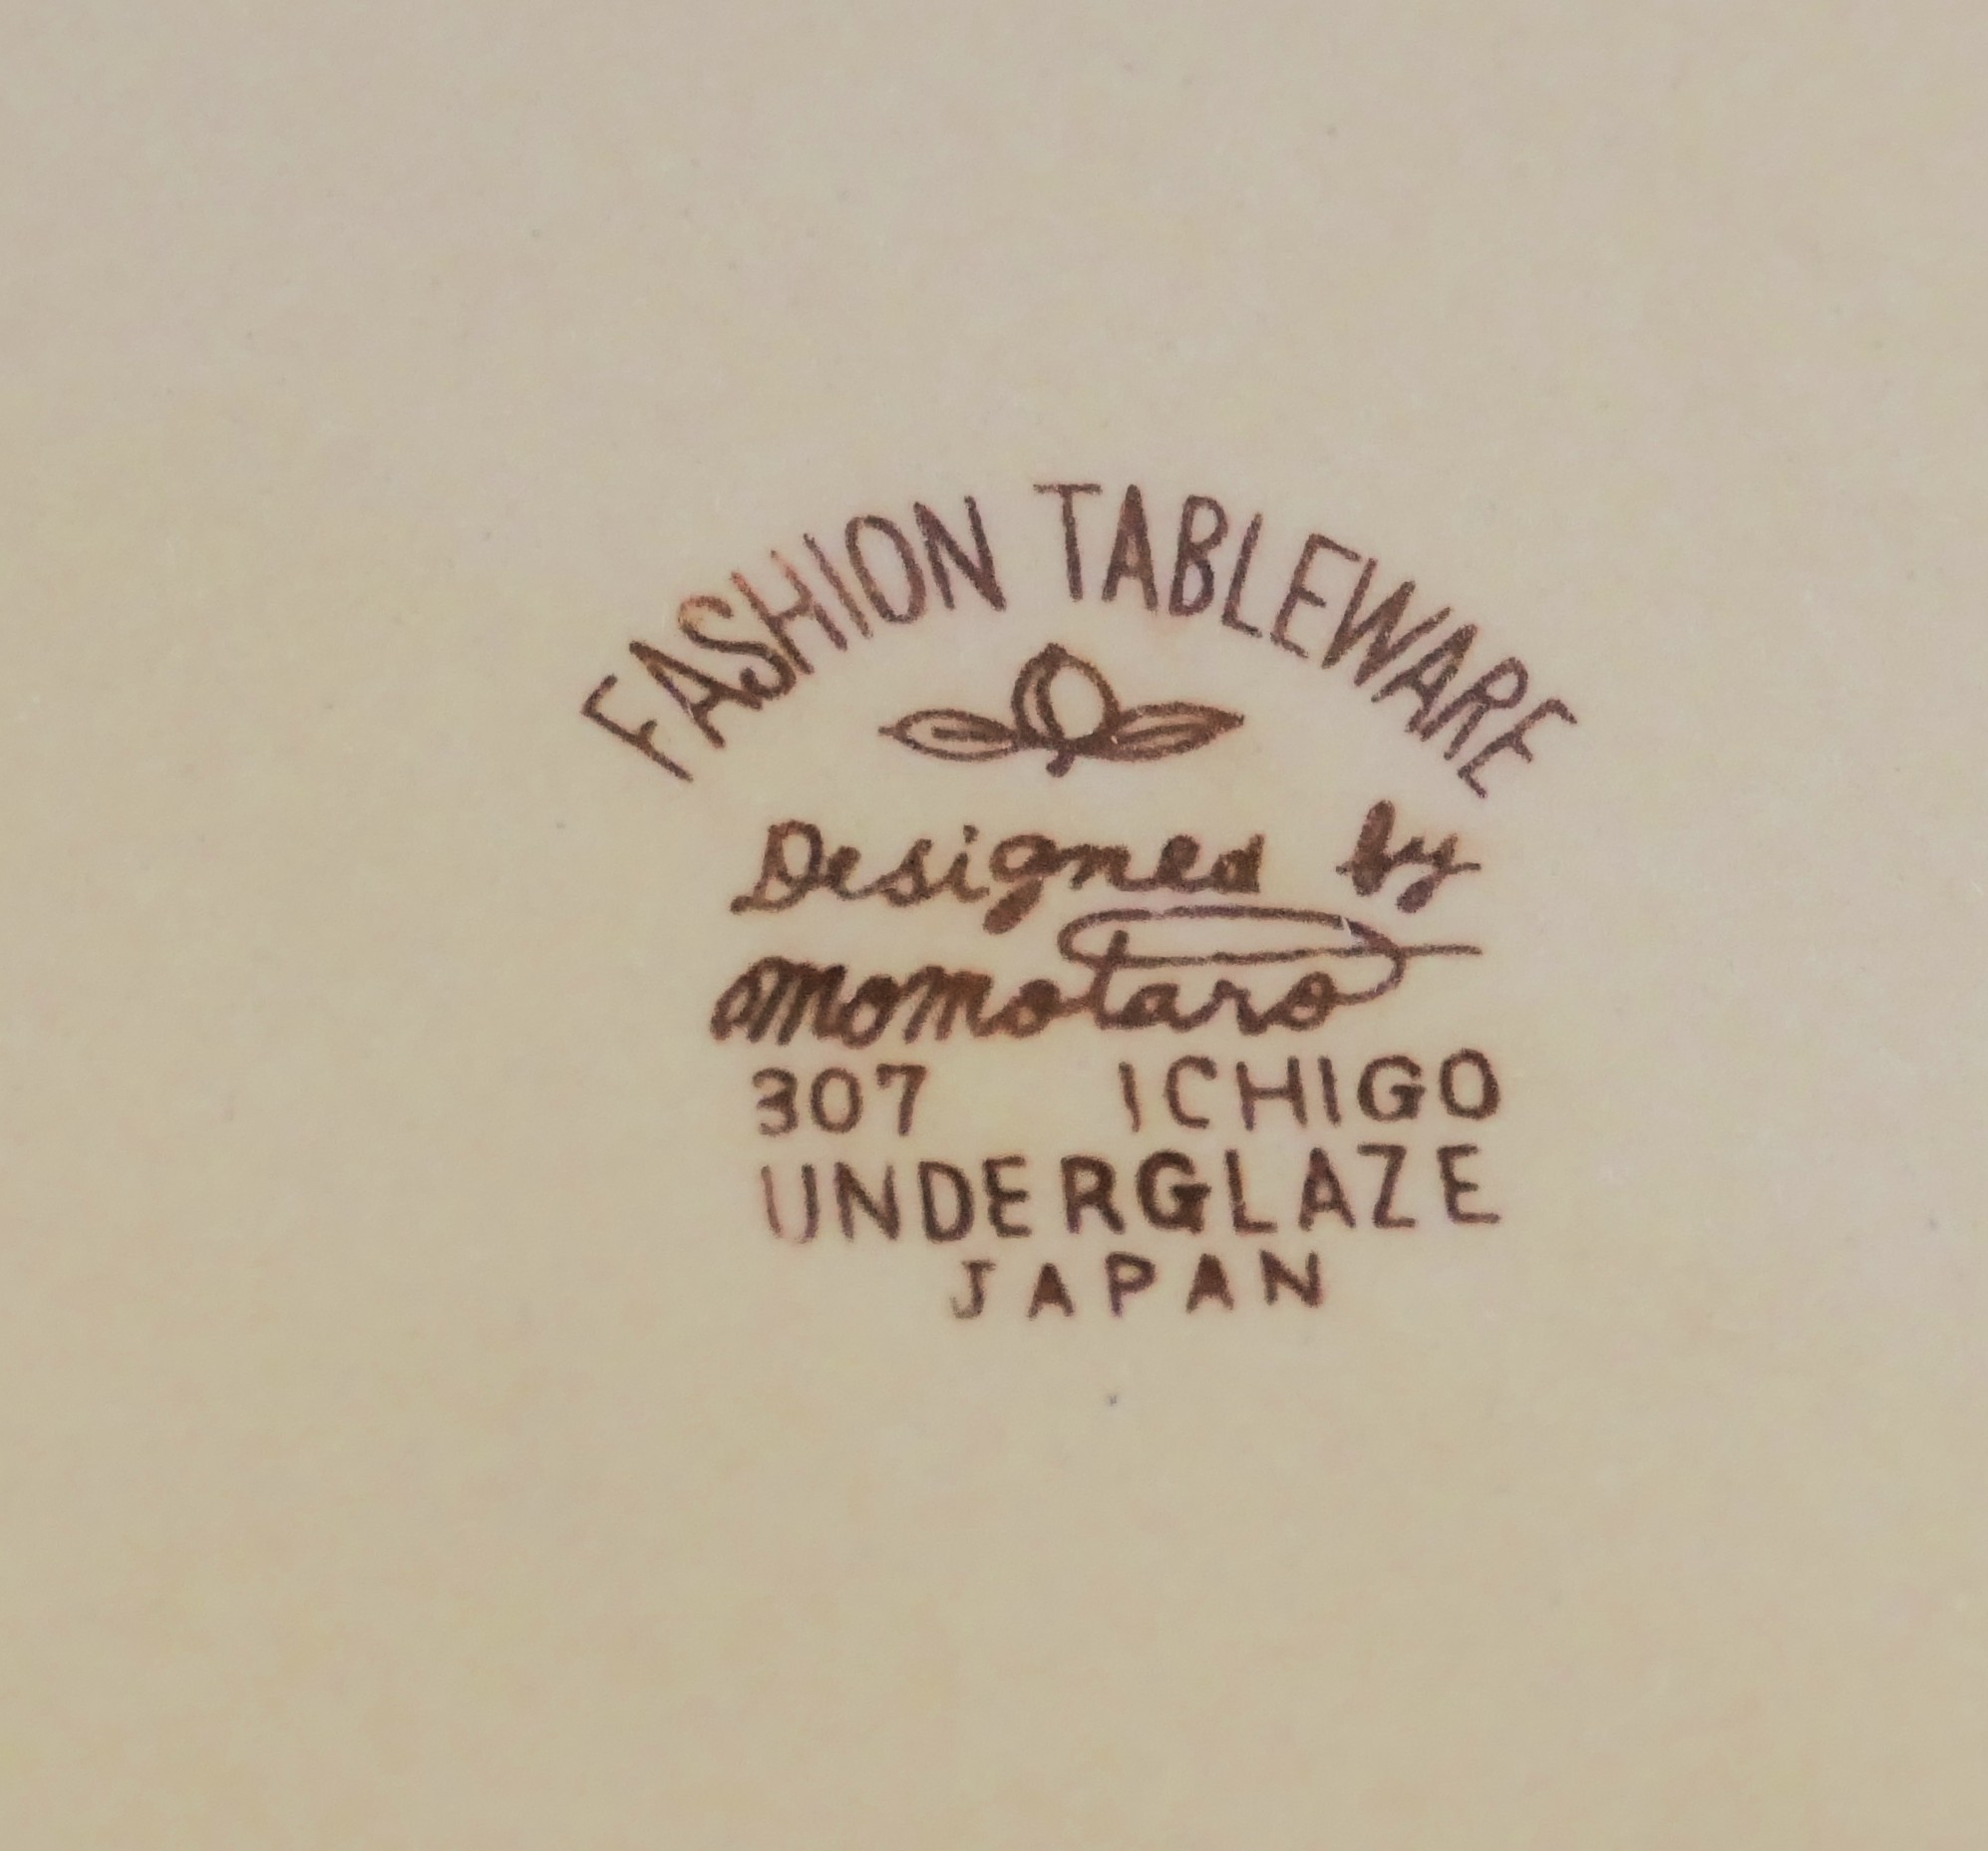 FASHION TABLEWARE
Designed by
Momotaro
307 ICHIGO
UNDERGLAZE
JAPAN